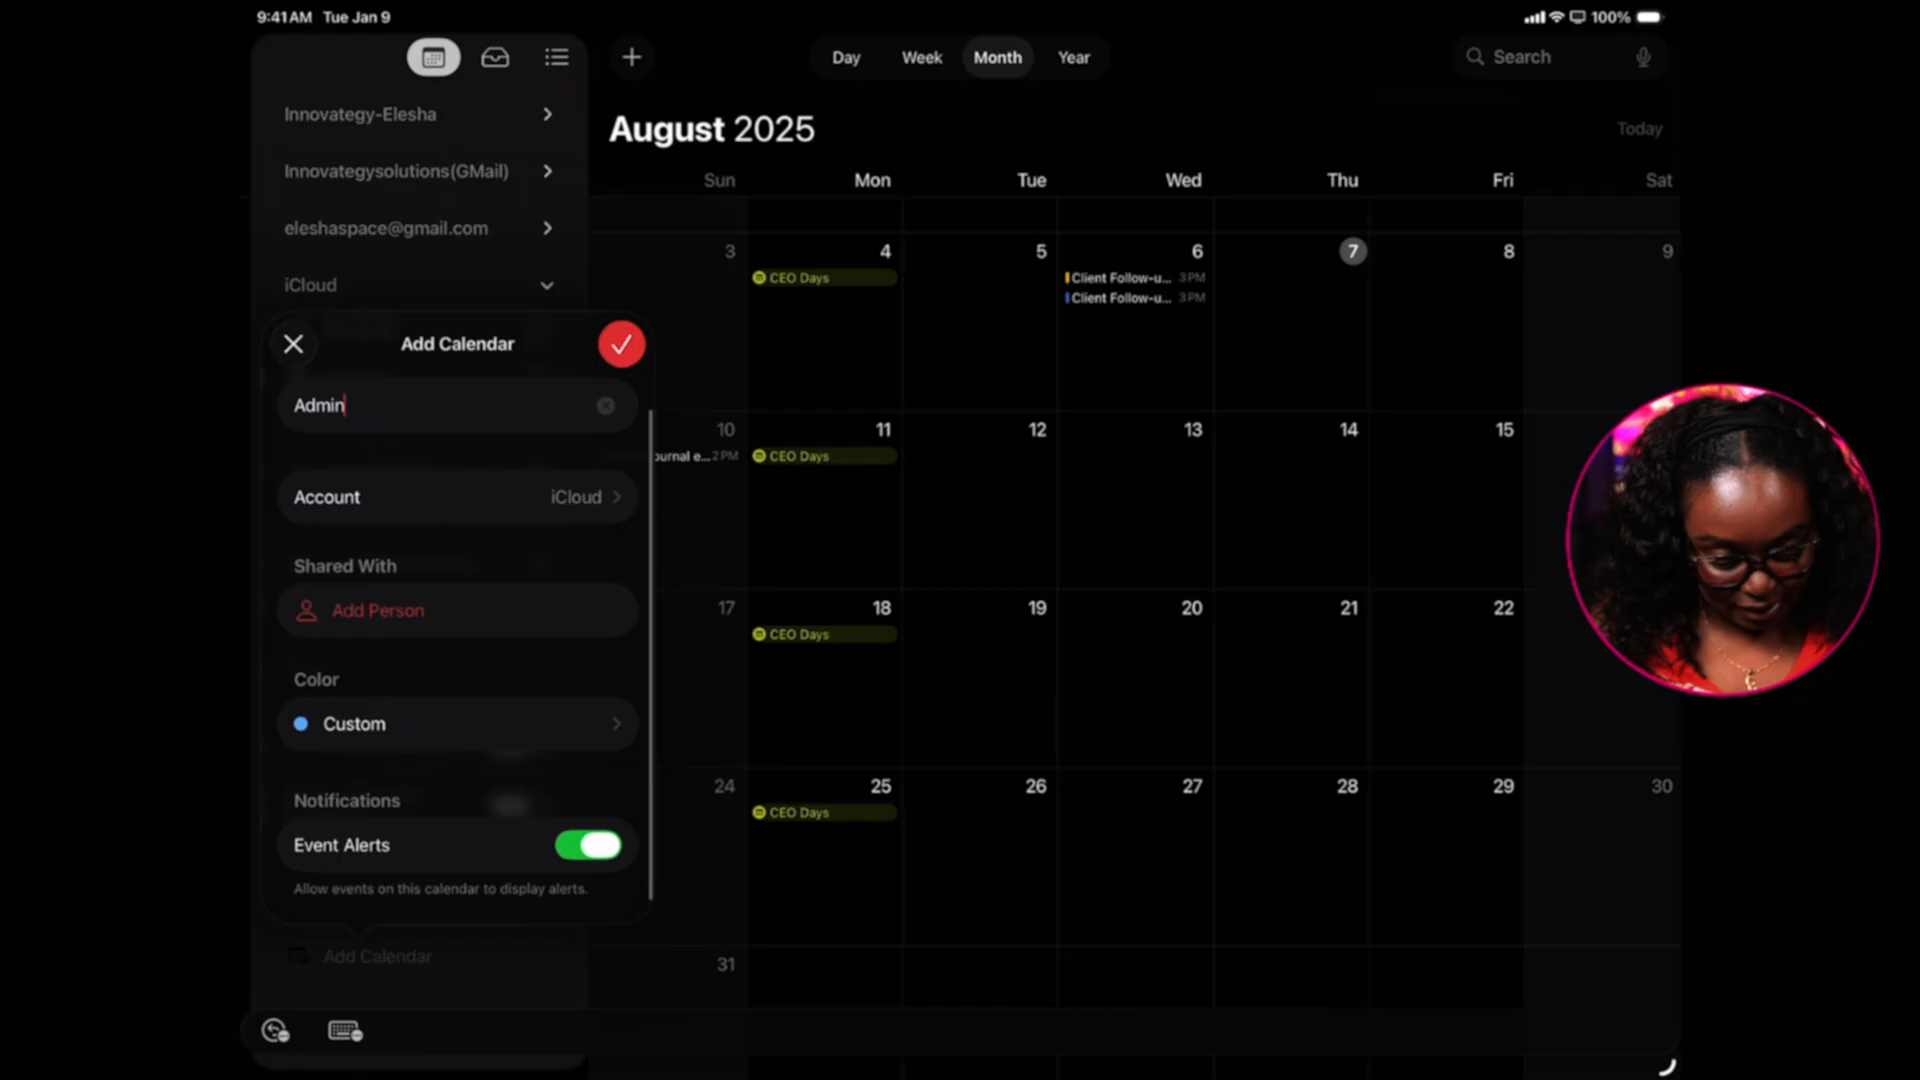 9:41 AM Tue Jan 9
100%
Innovategy-Elesha
Innovategysolutions(GMail)
eleshaspace@gmail.com
iCloud
Add Calendar
Admin
Account iCloud
Shared With
Add Person
Color
Custom
Notifications
Event Alerts
Allow events on this calendar to display alerts.
Add Calendar
Day Week Month Year
Search
August 2025
Today
Sun Mon Tue Wed Thu Fri Sat
3 4 5 6 7 8 9
CEO Days
Client Follow-u... 3 PM
Client Follow-u... 3 PM
10 11 12 13 14 15
ournal e... 2 PM
CEO Days
17 18 19 20 21 22
CEO Days
24 25 26 27 28 29 30
CEO Days
31